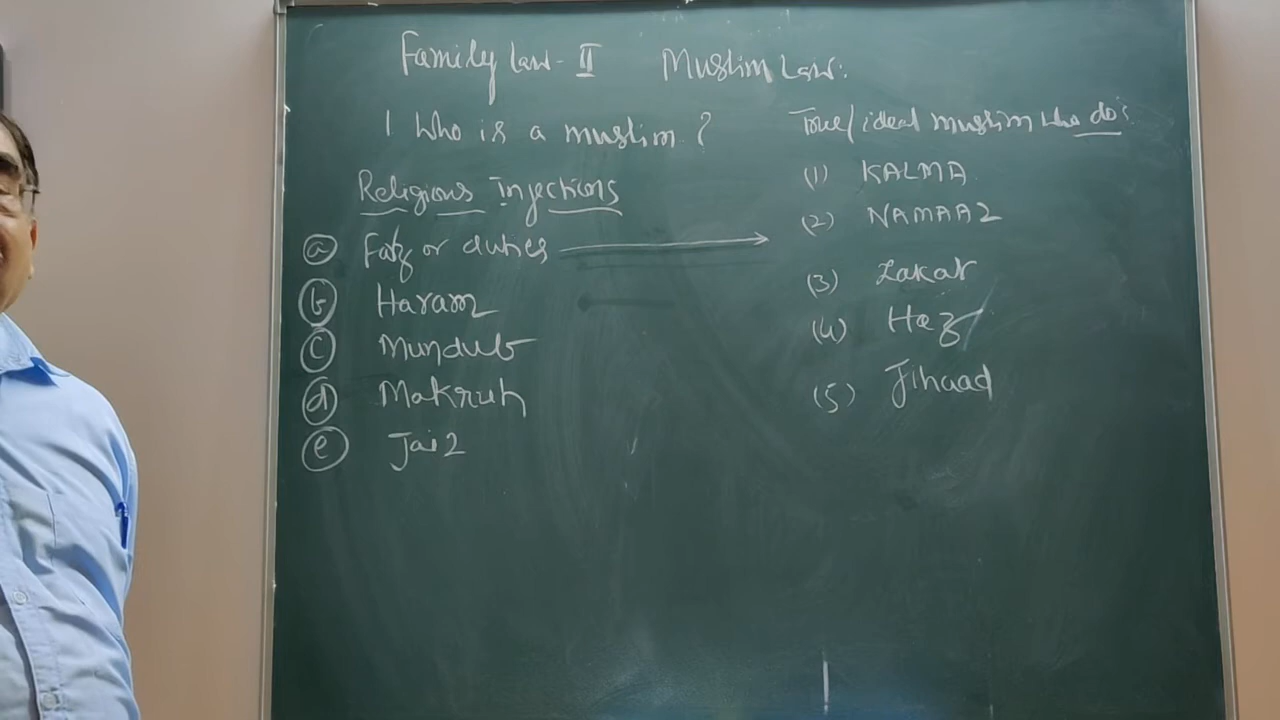 Family Law - II Muslim Law:
1 Who is a muslim?
Religious Injections
(a) Farz or duties
(b) Haram
(c) Mundub
(d) Makruh
(e) Jaiz
True/ideal muslim who do:
(1) KALMA
(2) NAMAAZ
(3) Zakat
(4) Haz
(5) Jihaad